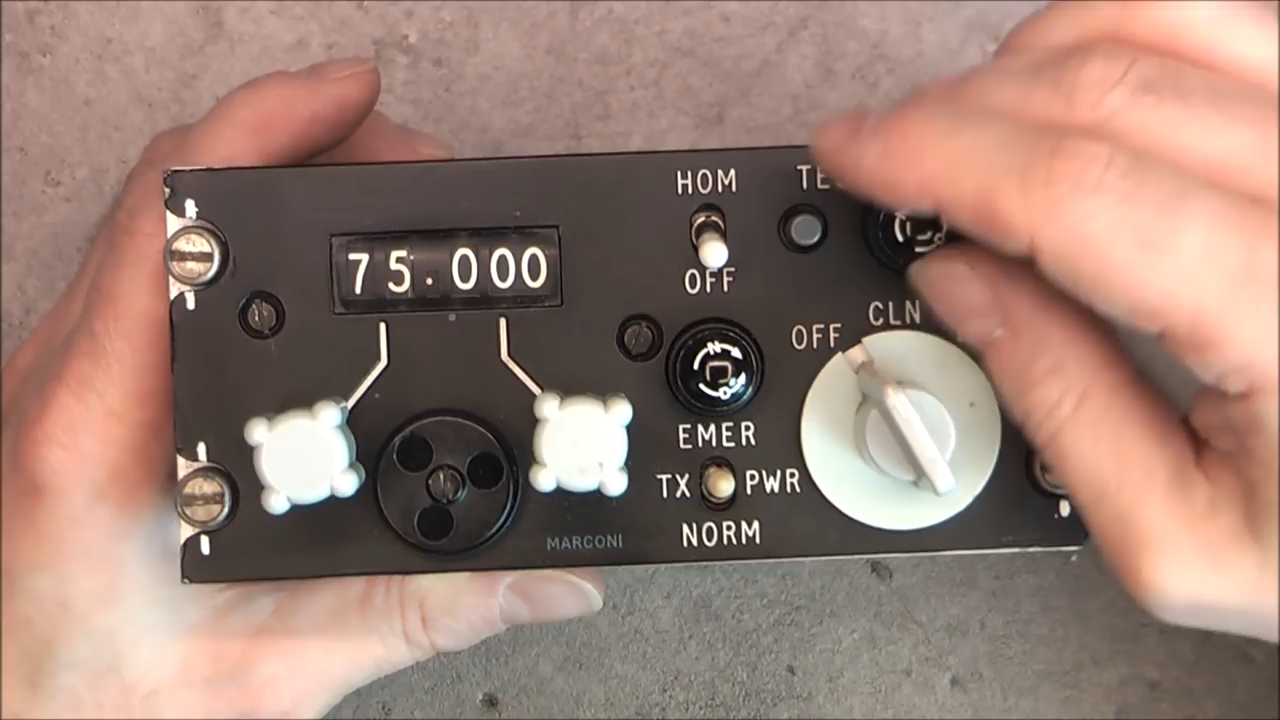 HOM
75.000
OFF
CLN
OFF
N
D
EMER
TX PWR
NORM
MARCONI